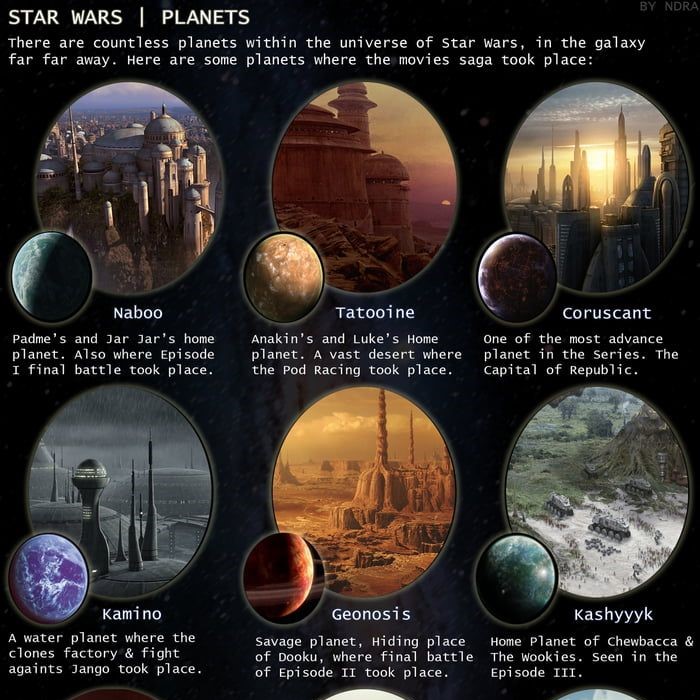 BY NDRA
STAR WARS | PLANETS
There are countless planets within the universe of Star Wars, in the galaxy
far far away. Here are some planets where the movies saga took place:
Naboo
Padme's and Jar Jar's home
planet. Also where Episode
I final battle took place.
Tatooine
Anakin's and Luke's Home
planet. A vast desert where
the Pod Racing took place.
Coruscant
One of the most advance
planet in the Series. The
Capital of Republic.
Kamino
A water planet where the
clones factory & fight
againts Jango took place.
Geonosis
Savage planet, Hiding place
of Dooku, where final battle
of Episode II took place.
Kashyyyk
Home Planet of Chewbacca &
The Wookies. Seen in the
Episode III.